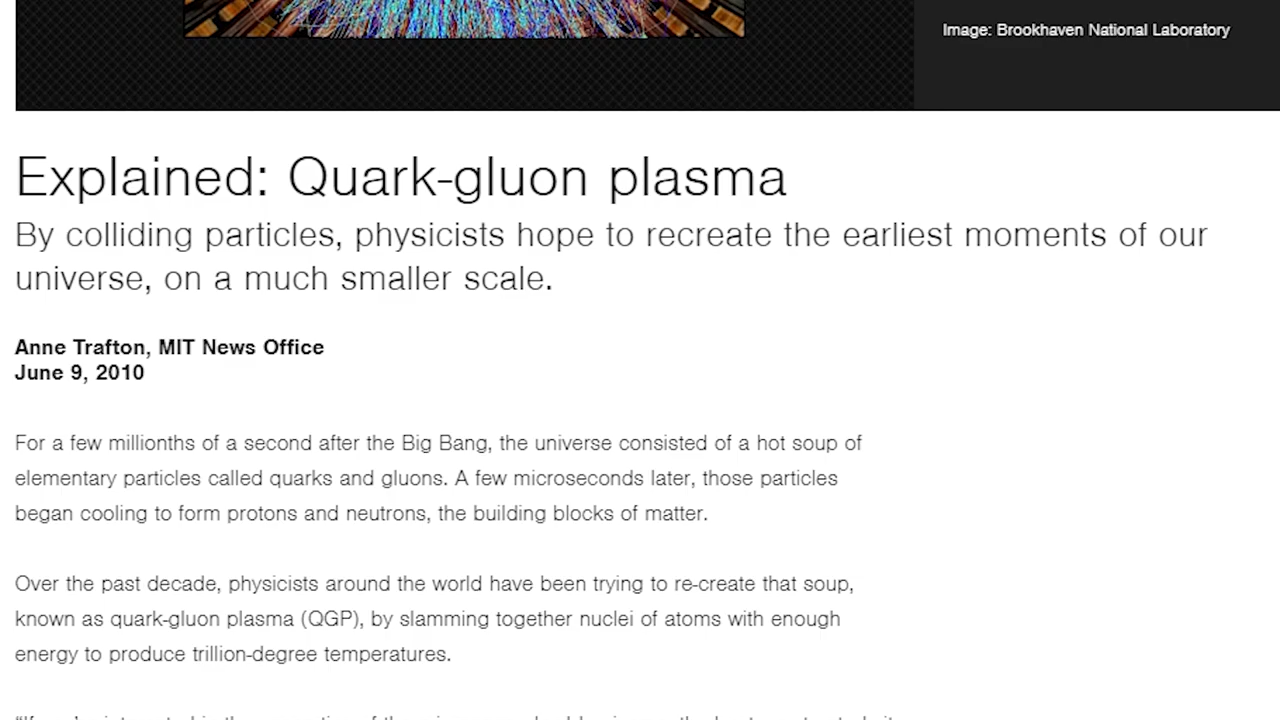 Image: Brookhaven National Laboratory
Explained: Quark-gluon plasma
By colliding particles, physicists hope to recreate the earliest moments of our
universe, on a much smaller scale.
Anne Trafton, MIT News Office
June 9, 2010
For a few millionths of a second after the Big Bang, the universe consisted of a hot soup of
elementary particles called quarks and gluons. A few microseconds later, those particles
began cooling to form protons and neutrons, the building blocks of matter.
Over the past decade, physicists around the world have been trying to re-create that soup,
known as quark-gluon plasma (QGP), by slamming together nuclei of atoms with enough
energy to produce trillion-degree temperatures.